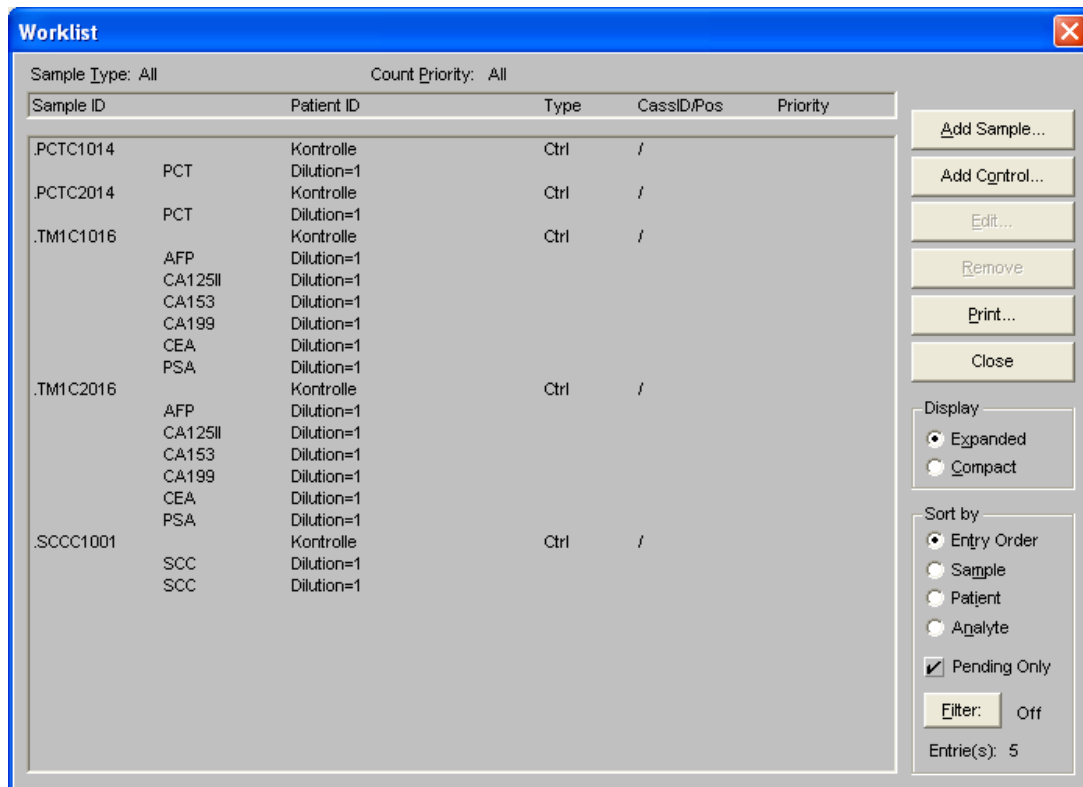 Worklist
Sample Type: All Count Priority: All
Sample ID Patient ID Type CassID/Pos Priority
.PCTC1014 Kontrolle Ctrl /
PCT Dilution=1
.PCTC2014 Kontrolle Ctrl /
PCT Dilution=1
.TM1C1016 Kontrolle Ctrl /
AFP Dilution=1
CA125II Dilution=1
CA153 Dilution=1
CA199 Dilution=1
CEA Dilution=1
PSA Dilution=1
.TM1C2016 Kontrolle Ctrl /
AFP Dilution=1
CA125II Dilution=1
CA153 Dilution=1
CA199 Dilution=1
CEA Dilution=1
PSA Dilution=1
.SCCC1001 Kontrolle Ctrl /
SCC Dilution=1
SCC Dilution=1
Add Sample...
Add Control...
Edit...
Remove
Print...
Close
Display
Expanded
Compact
Sort by
Entry Order
Sample
Patient
Analyte
Pending Only
Filter: Off
Entrie(s): 5